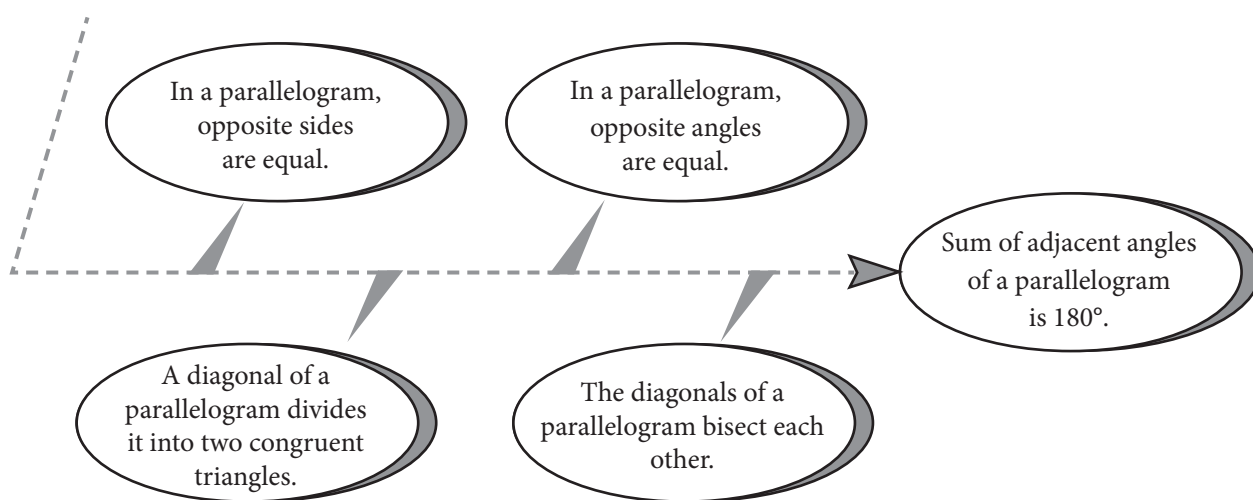 In a parallelogram,
opposite sides
are equal.
In a parallelogram,
opposite angles
are equal.
Sum of adjacent angles
of a parallelogram
is 180°.
A diagonal of a
parallelogram divides
it into two congruent
triangles.
The diagonals of a
parallelogram bisect each
other.